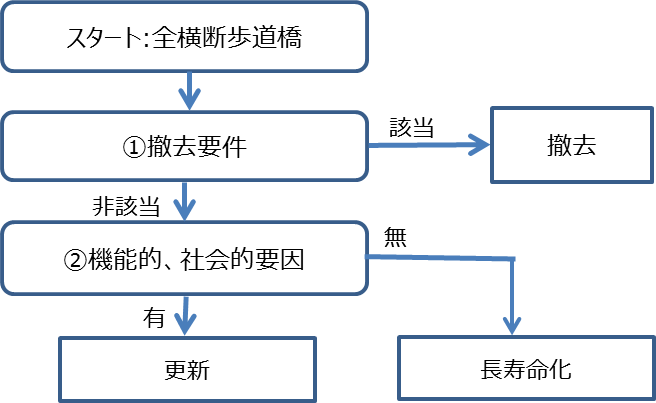 スタート:全横断歩道橋
①撤去要件
該当
撤去
非該当
②機能的、社会的要因
無
有
更新
長寿命化